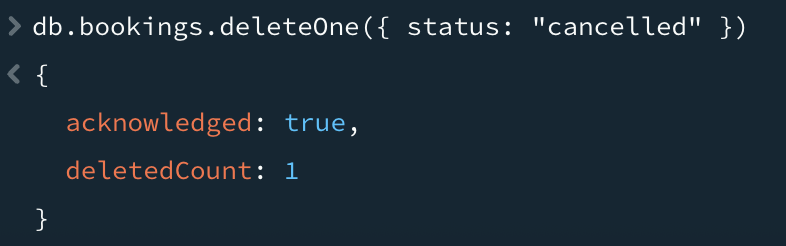 > db.bookings.deleteOne({ status: "cancelled" })
< {
acknowledged: true,
deletedCount: 1
}